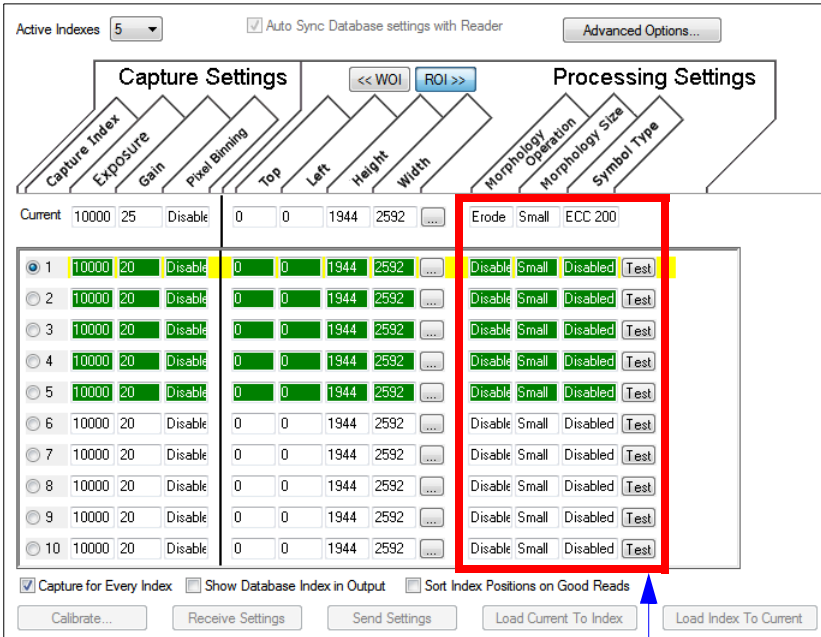 Active Indexes 5 Auto Sync Database settings with Reader Advanced Options...
Capture Settings << WOI ROI >> Processing Settings
Capture Index Exposure Gain Pixel Binning Top Left Height Width Morphology Operation Morphology Size Symbol Type
Current 10000 25 Disable 0 0 1944 2592 ... Erode Small ECC 200
1 10000 20 Disable 0 0 1944 2592 ... Disable Small Disabled Test
2 10000 20 Disable 0 0 1944 2592 ... Disable Small Disabled Test
3 10000 20 Disable 0 0 1944 2592 ... Disable Small Disabled Test
4 10000 20 Disable 0 0 1944 2592 ... Disable Small Disabled Test
5 10000 20 Disable 0 0 1944 2592 ... Disable Small Disabled Test
6 10000 20 Disable 0 0 1944 2592 ... Disable Small Disabled Test
7 10000 20 Disable 0 0 1944 2592 ... Disable Small Disabled Test
8 10000 20 Disable 0 0 1944 2592 ... Disable Small Disabled Test
9 10000 20 Disable 0 0 1944 2592 ... Disable Small Disabled Test
10 10000 20 Disable 0 0 1944 2592 ... Disable Small Disabled Test
Capture for Every Index Show Database Index in Output Sort Index Positions on Good Reads
Calibrate... Receive Settings Send Settings Load Current To Index Load Index To Current